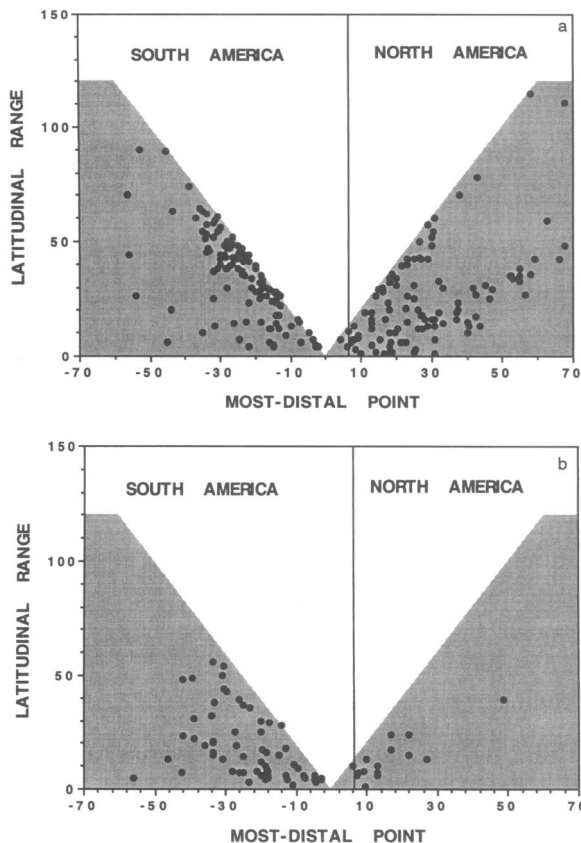 a
SOUTH AMERICA
NORTH AMERICA
LATITUDINAL RANGE
150
100
50
0
-70 -50 -30 -10 10 30 50 70
MOST-DISTAL POINT
b
SOUTH AMERICA
NORTH AMERICA
LATITUDINAL RANGE
150
100
50
0
-70 -50 -30 -10 10 30 50 70
MOST-DISTAL POINT